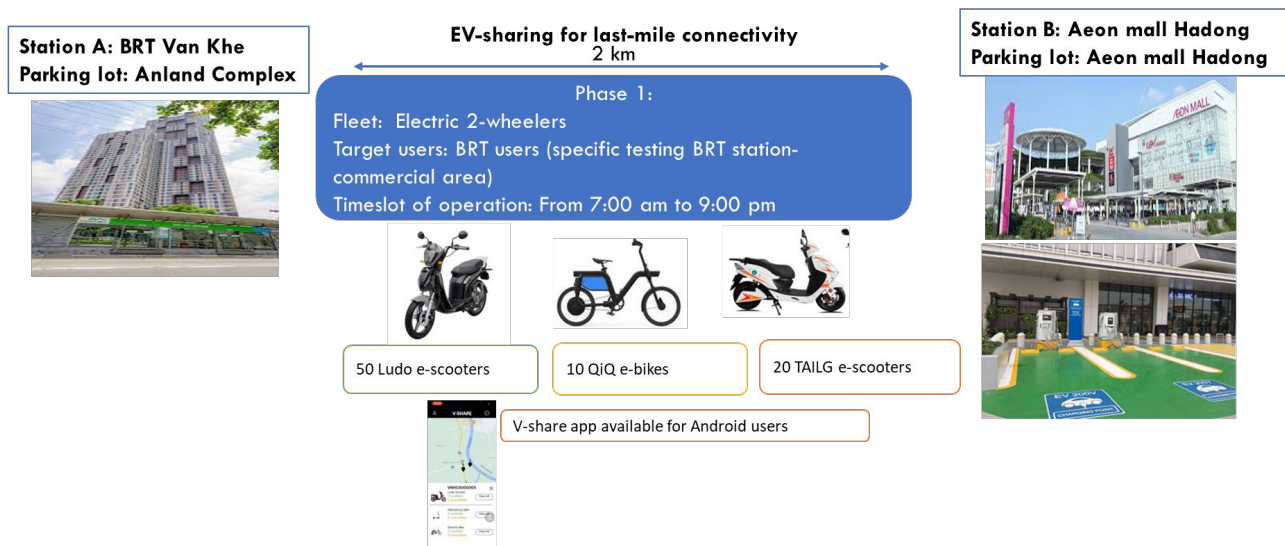 Station A: BRT Van Khe
Parking lot: Anland Complex
EV-sharing for last-mile connectivity
2 km
Station B: Aeon mall Hadong
Parking lot: Aeon mall Hadong
Phase 1:
Fleet: Electric 2-wheelers
Target users: BRT users (specific testing BRT station-
commercial area)
Timeslot of operation: From 7:00 am to 9:00 pm
ÆON MALL
50 Ludo e-scooters
10 QiQ e-bikes
20 TAILG e-scooters
EV 200V
CHARGING POINT
V-SHARE
V-share app available for Android users